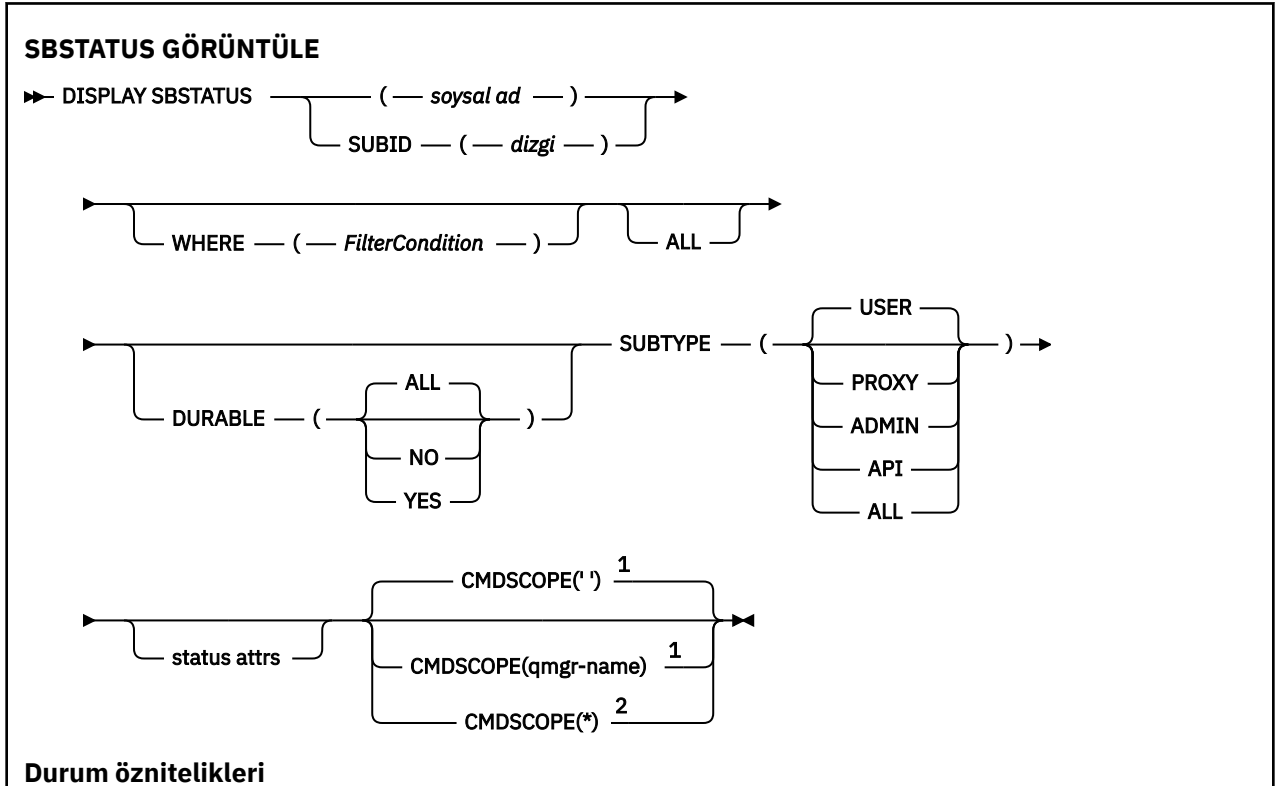 SBSTATUS GÖRÜNTÜLE
DISPLAY SBSTATUS ( soysal ad )
SUBID ( dizgi )
WHERE ( FilterCondition )
ALL
USER
SUBTYPE ( )
ALL
PROXY
DURABLE ( )
ADMIN
NO
API
YES
ALL
CMDSCOPE(' ') 1
status attrs
CMDSCOPE(qmgr-name) 1
CMDSCOPE(*) 2
Durum öznitelikleri